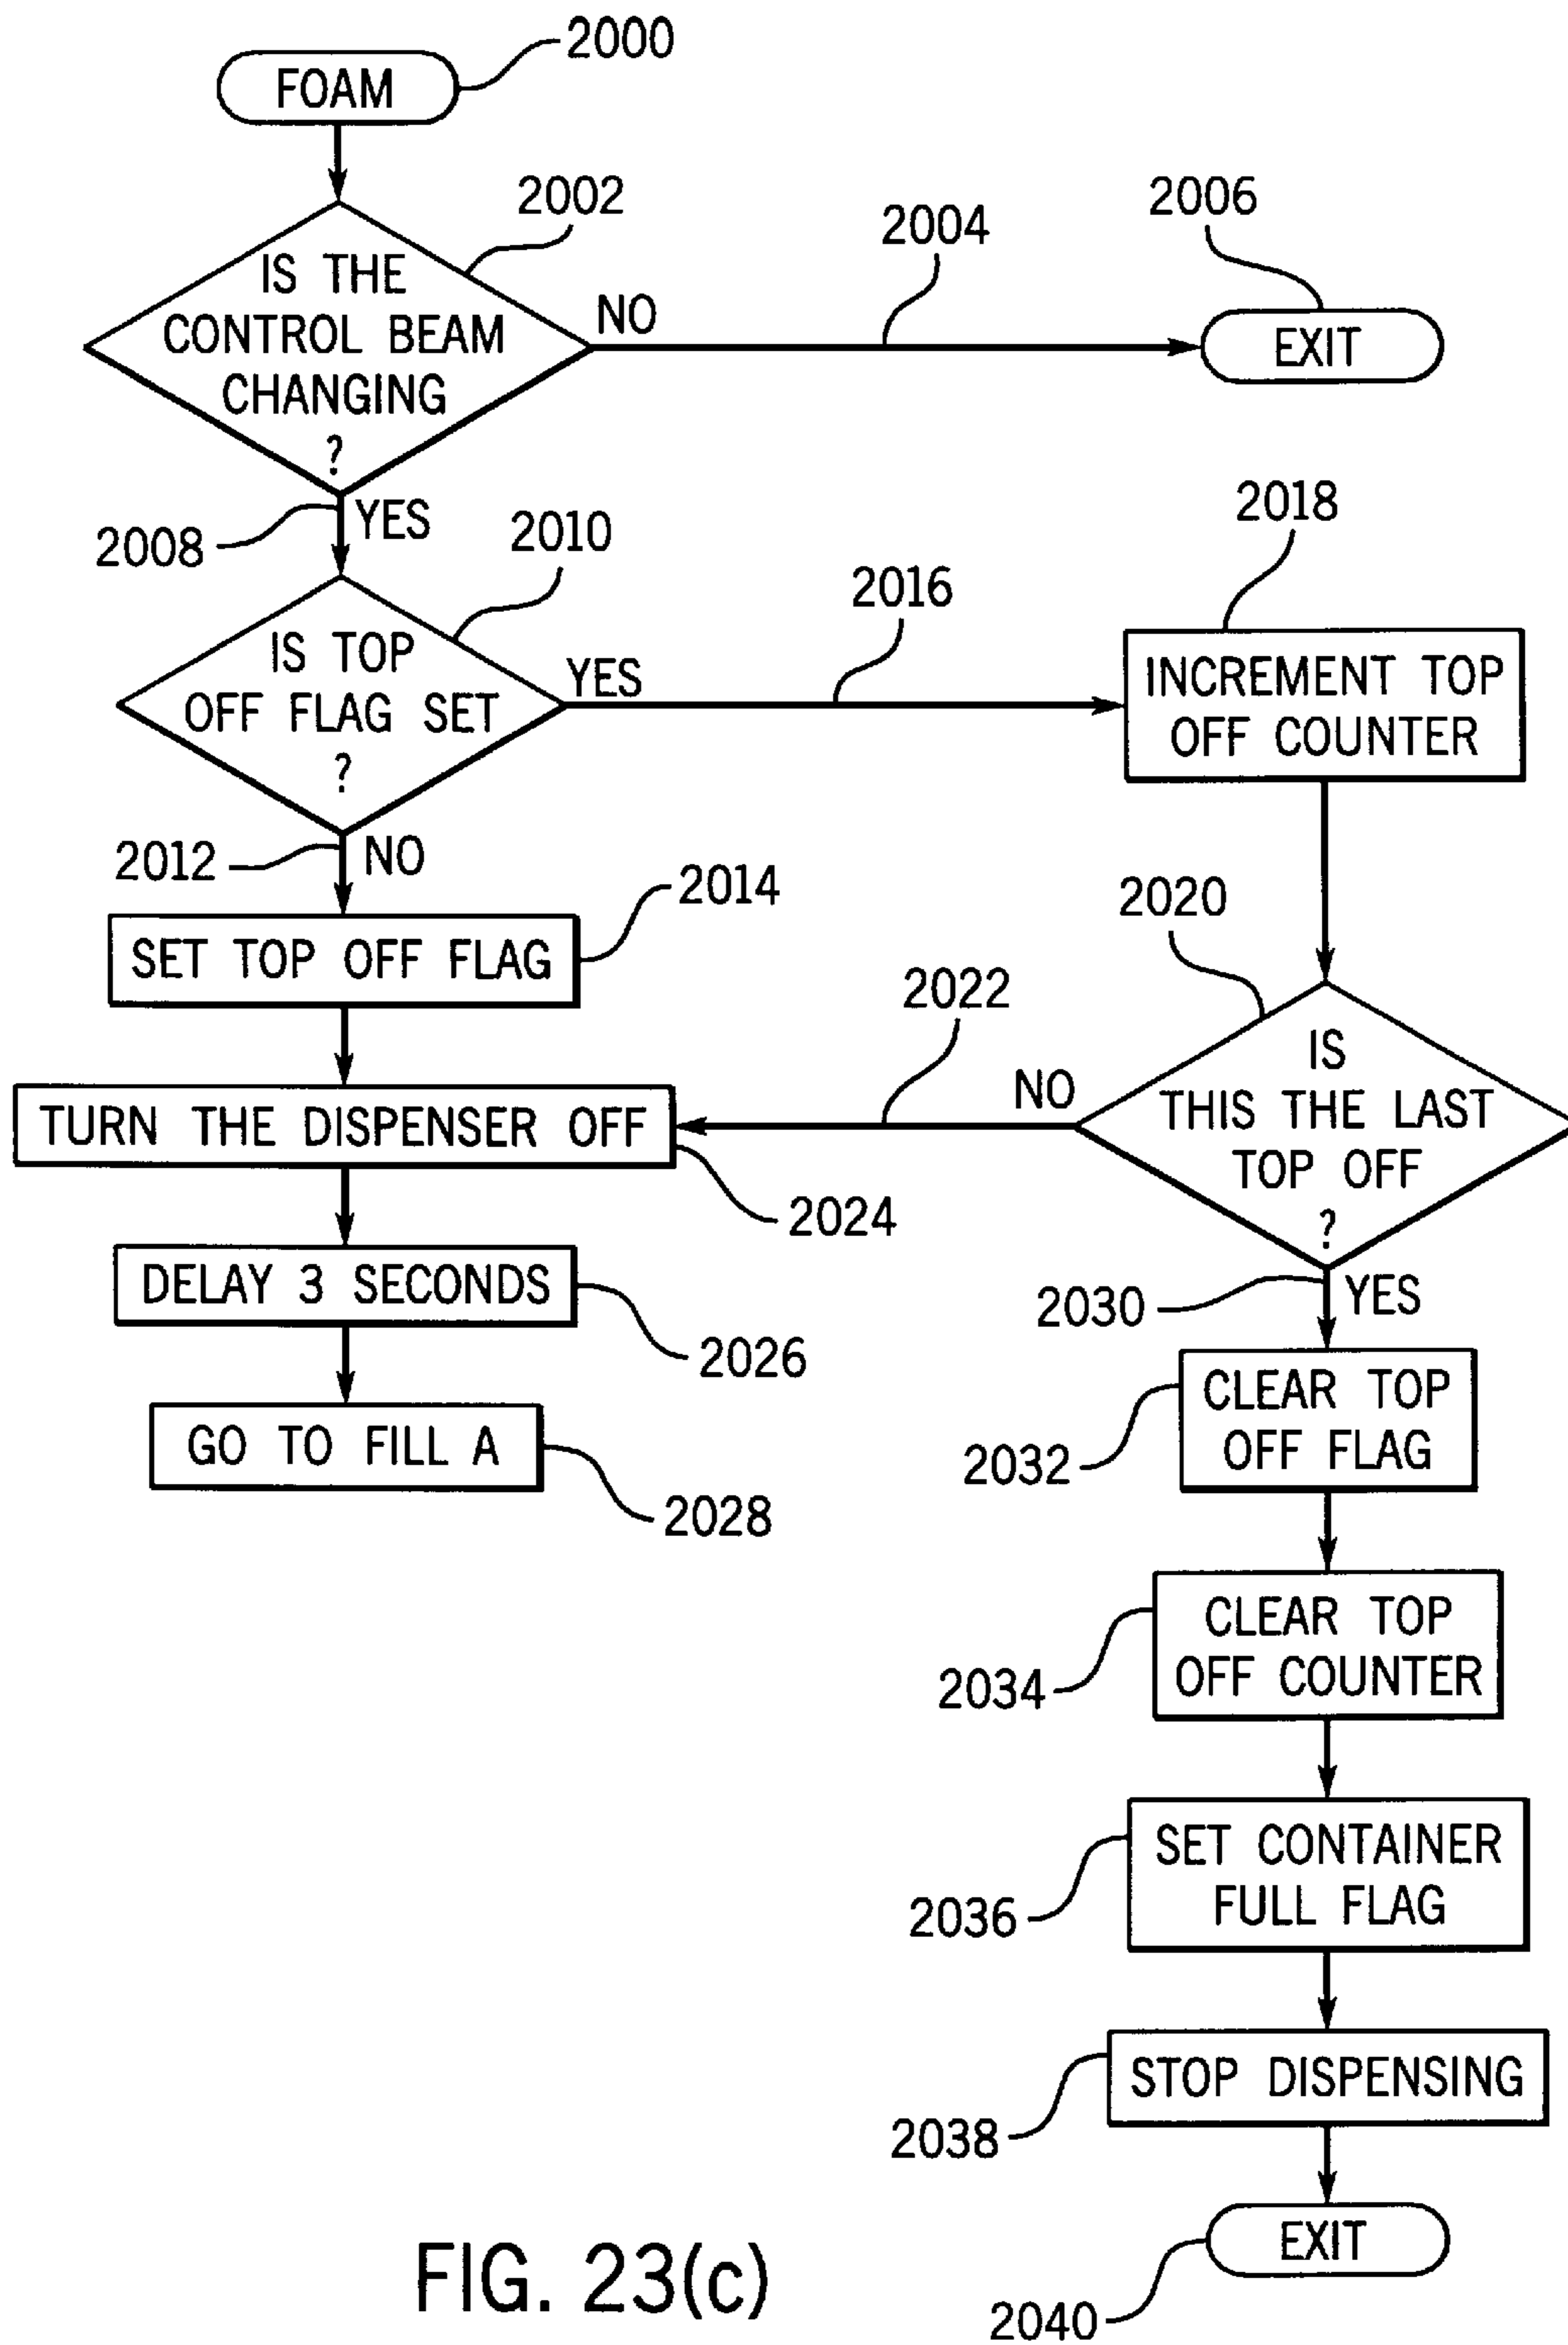 2000
FOAM
2002
2004
2006
IS THE
CONTROL BEAM
CHANGING
?
NO
EXIT
2008
YES
2010
2016
2018
IS TOP
OFF FLAG SET
?
YES
INCREMENT TOP
OFF COUNTER
2012
NO
2014
SET TOP OFF FLAG
2020
2022
NO
IS
THIS THE LAST
TOP OFF
?
TURN THE DISPENSER OFF
2024
DELAY 3 SECONDS
2026
GO TO FILL A
2028
2030
YES
CLEAR TOP
OFF FLAG
2032
CLEAR TOP
OFF COUNTER
2034
SET CONTAINER
FULL FLAG
2036
STOP DISPENSING
2038
EXIT
2040
FIG. 23(c)